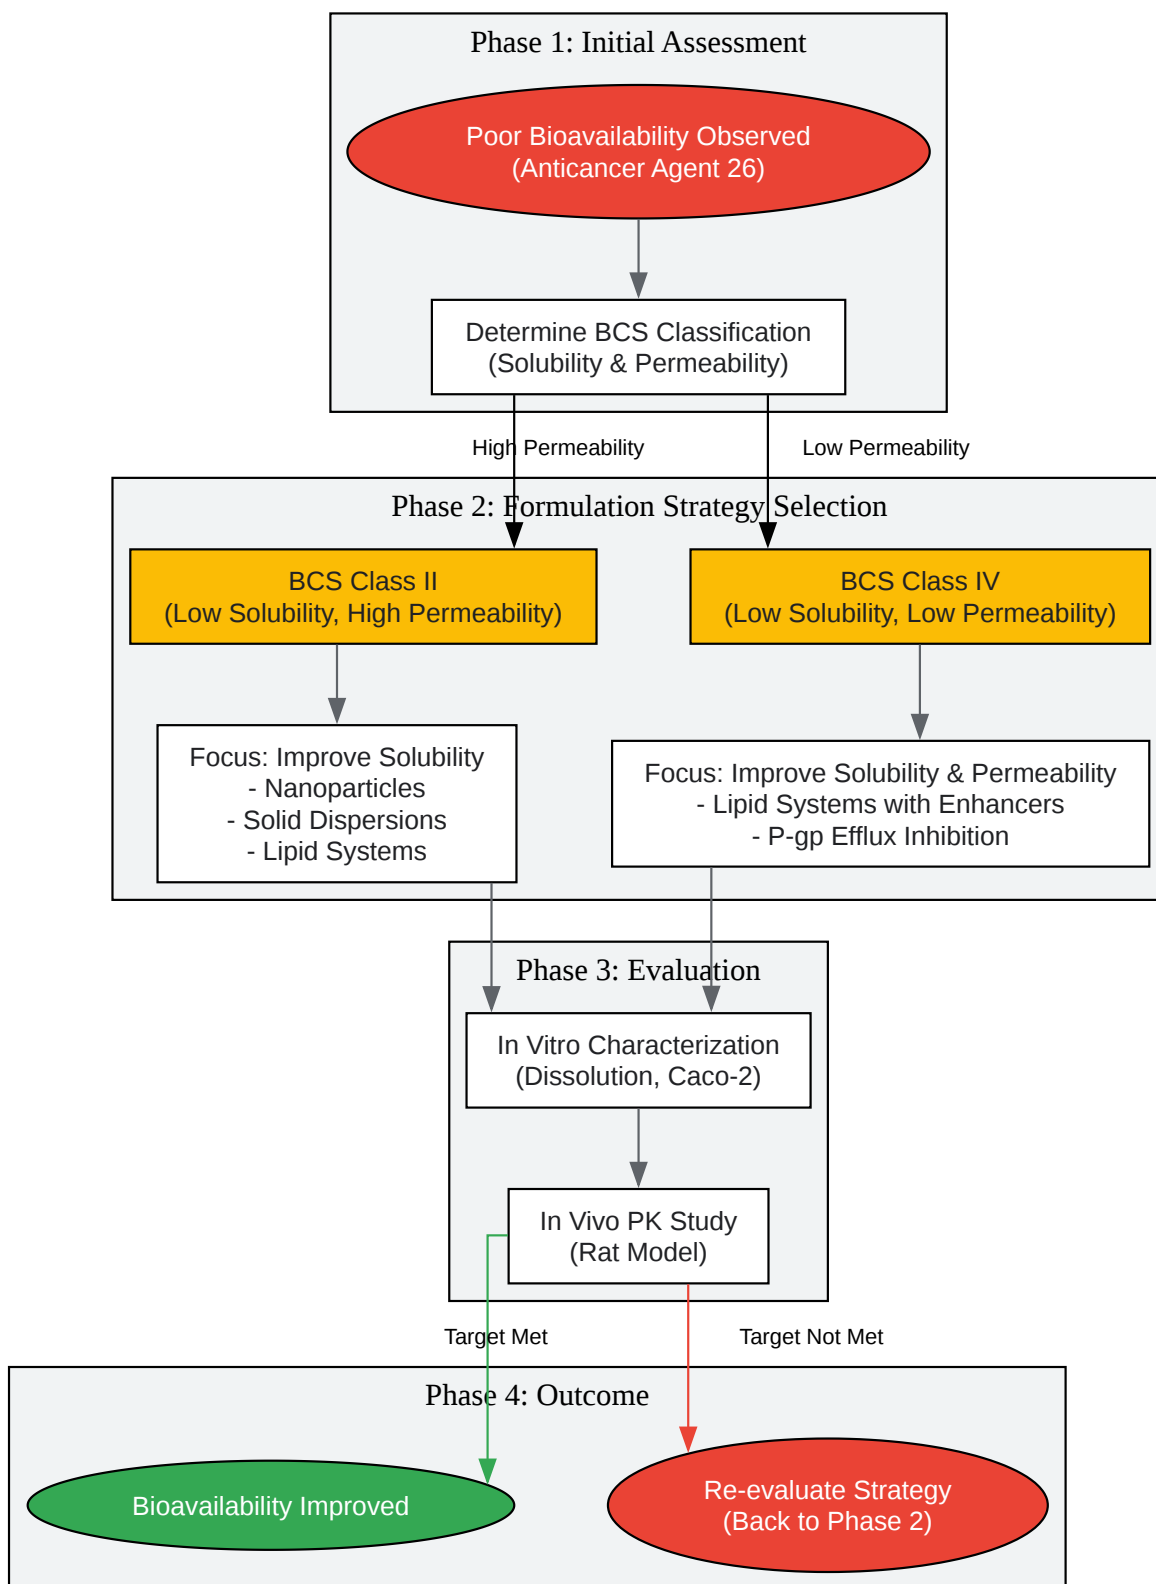 Phase 1: Initial Assessment
Poor Bioavailability Observed
(Anticancer Agent 26)
Determine BCS Classification
(Solubility & Permeability)
High Permeability
Low Permeability
Phase 2: Formulation Strategy Selection
BCS Class II
(Low Solubility, High Permeability)
BCS Class IV
(Low Solubility, Low Permeability)
Focus: Improve Solubility
- Nanoparticles
- Solid Dispersions
- Lipid Systems
Focus: Improve Solubility & Permeability
- Lipid Systems with Enhancers
- P-gp Efflux Inhibition
Phase 3: Evaluation
In Vitro Characterization
(Dissolution, Caco-2)
In Vivo PK Study
(Rat Model)
Target Met
Target Not Met
Phase 4: Outcome
Bioavailability Improved
Re-evaluate Strategy
(Back to Phase 2)